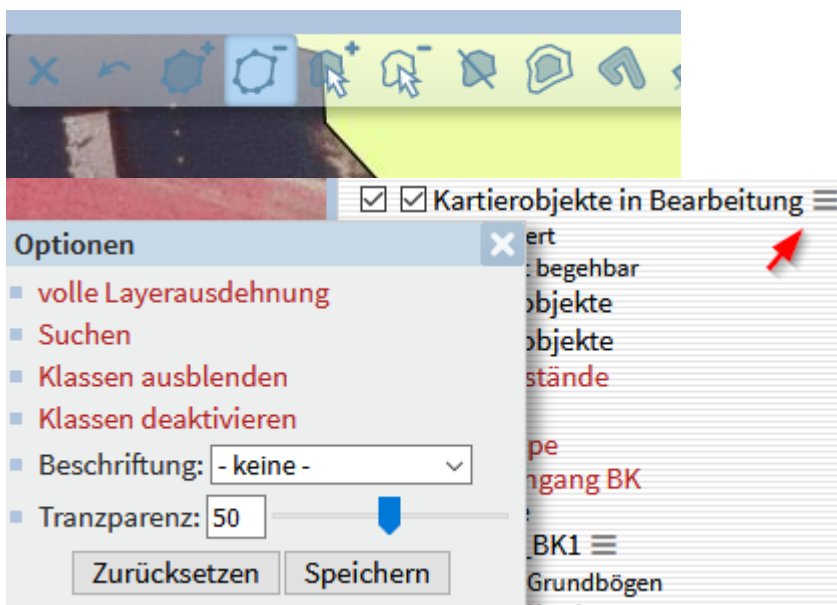 Kartierobjekte in Bearbeitung
ert
begehbar
objekte
objekte
stände
pe
ngang BK
_BK1
Grundbögen
Optionen
volle Layerausdehnung
Suchen
Klassen ausblenden
Klassen deaktivieren
Beschriftung: - keine -
Tranzparenz: 50
Zurücksetzen Speichern